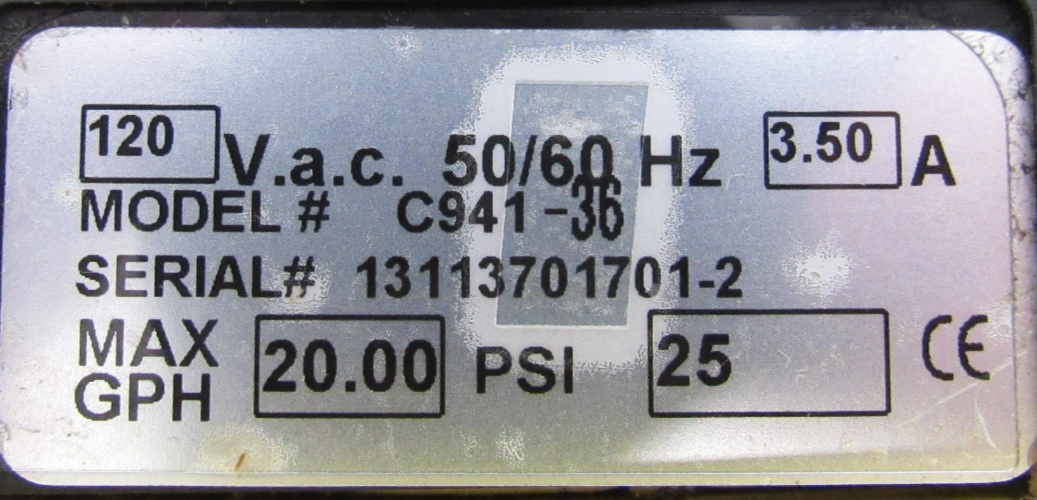 120 V.a.c. 50/60 Hz 3.50 A
MODEL # C941-36
SERIAL# 13113701701-2
MAX GPH 20.00 PSI 25 CE